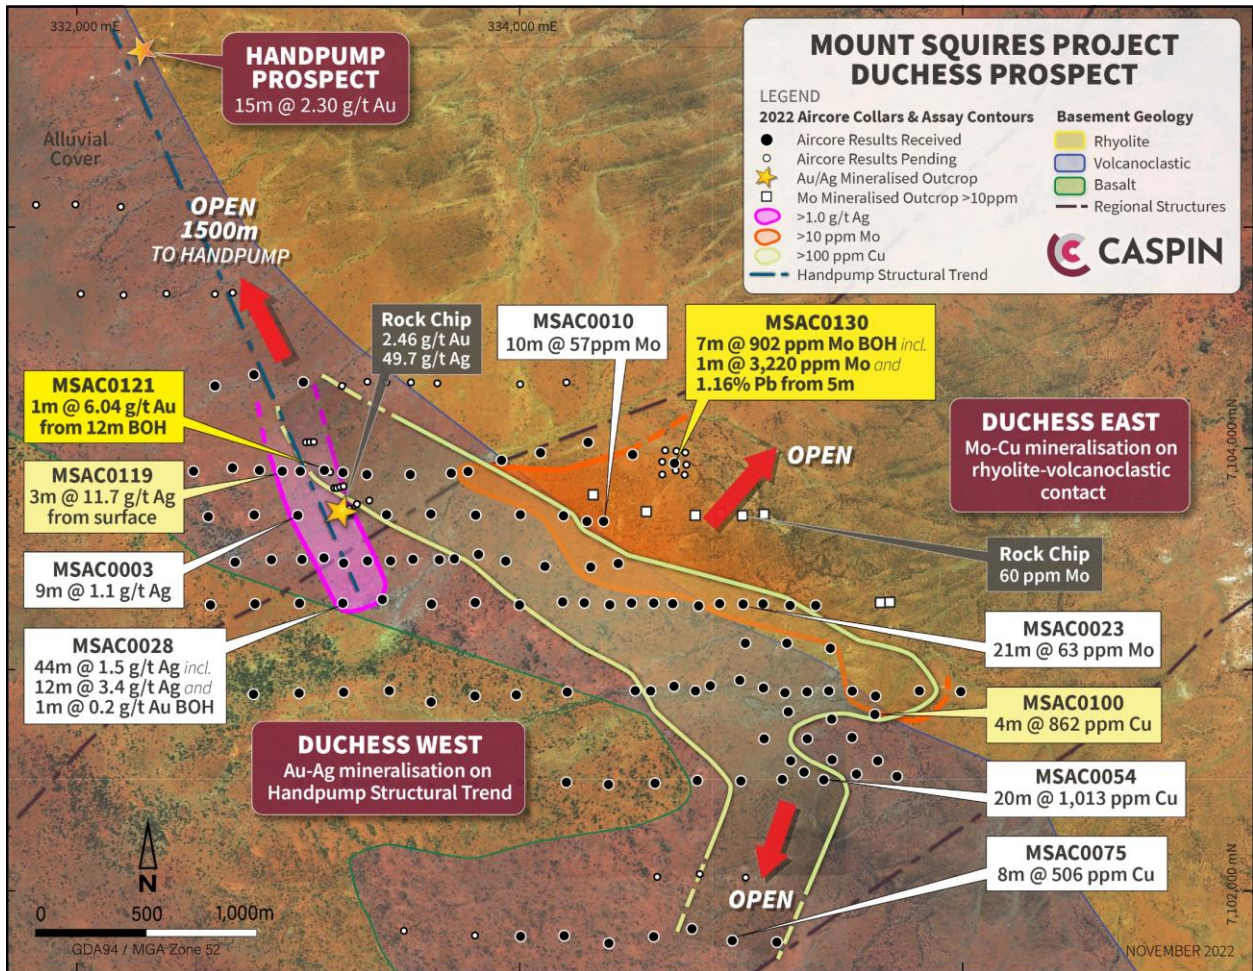 332,000 mE
334,000 mE
HANDPUMP
PROSPECT
15m @ 2.30 g/t Au
MOUNT SQUIRES PROJECT
DUCHESS PROSPECT
LEGEND
2022 Aircore Collars & Assay Contours
Aircore Results Received
Aircore Results Pending
Au/Ag Mineralised Outcrop
Mo Mineralised Outcrop >10ppm
>1.0 g/t Ag
>10 ppm Mo
>100 ppm Cu
Handpump Structural Trend
Basement Geology
Rhyolite
Volcanoclastic
Basalt
Regional Structures
CASPIN
Alluvial
Cover
OPEN
1500m
TO HANDPUMP
Rock Chip
2.46 g/t Au
49.7 g/t Ag
MSAC0010
10m @ 57ppm Mo
MSAC0130
7m @ 902 ppm Mo BOH incl.
1m @ 3,220 ppm Mo and
1.16% Pb from 5m
MSAC0121
1m @ 6.04 g/t Au
from 12m BOH
MSAC0119
3m @ 11.7 g/t Ag
from surface
MSAC0003
9m @ 1.1 g/t Ag
MSAC0028
44m @ 1.5 g/t Ag incl.
12m @ 3.4 g/t Ag and
1m @ 0.2 g/t Au BOH
OPEN
DUCHESS EAST
Mo-Cu mineralisation on
rhyolite-volcanoclastic
contact
7,104,000 mN
Rock Chip
60 ppm Mo
MSAC0023
21m @ 63 ppm Mo
MSAC0100
4m @ 862 ppm Cu
DUCHESS WEST
Au-Ag mineralisation on
Handpump Structural Trend
MSAC0054
20m @ 1,013 ppm Cu
MSAC0075
8m @ 506 ppm Cu
OPEN
7,102,000 mN
N
0 500 1,000m
GDA94 / MGA Zone 52
NOVEMBER 2022